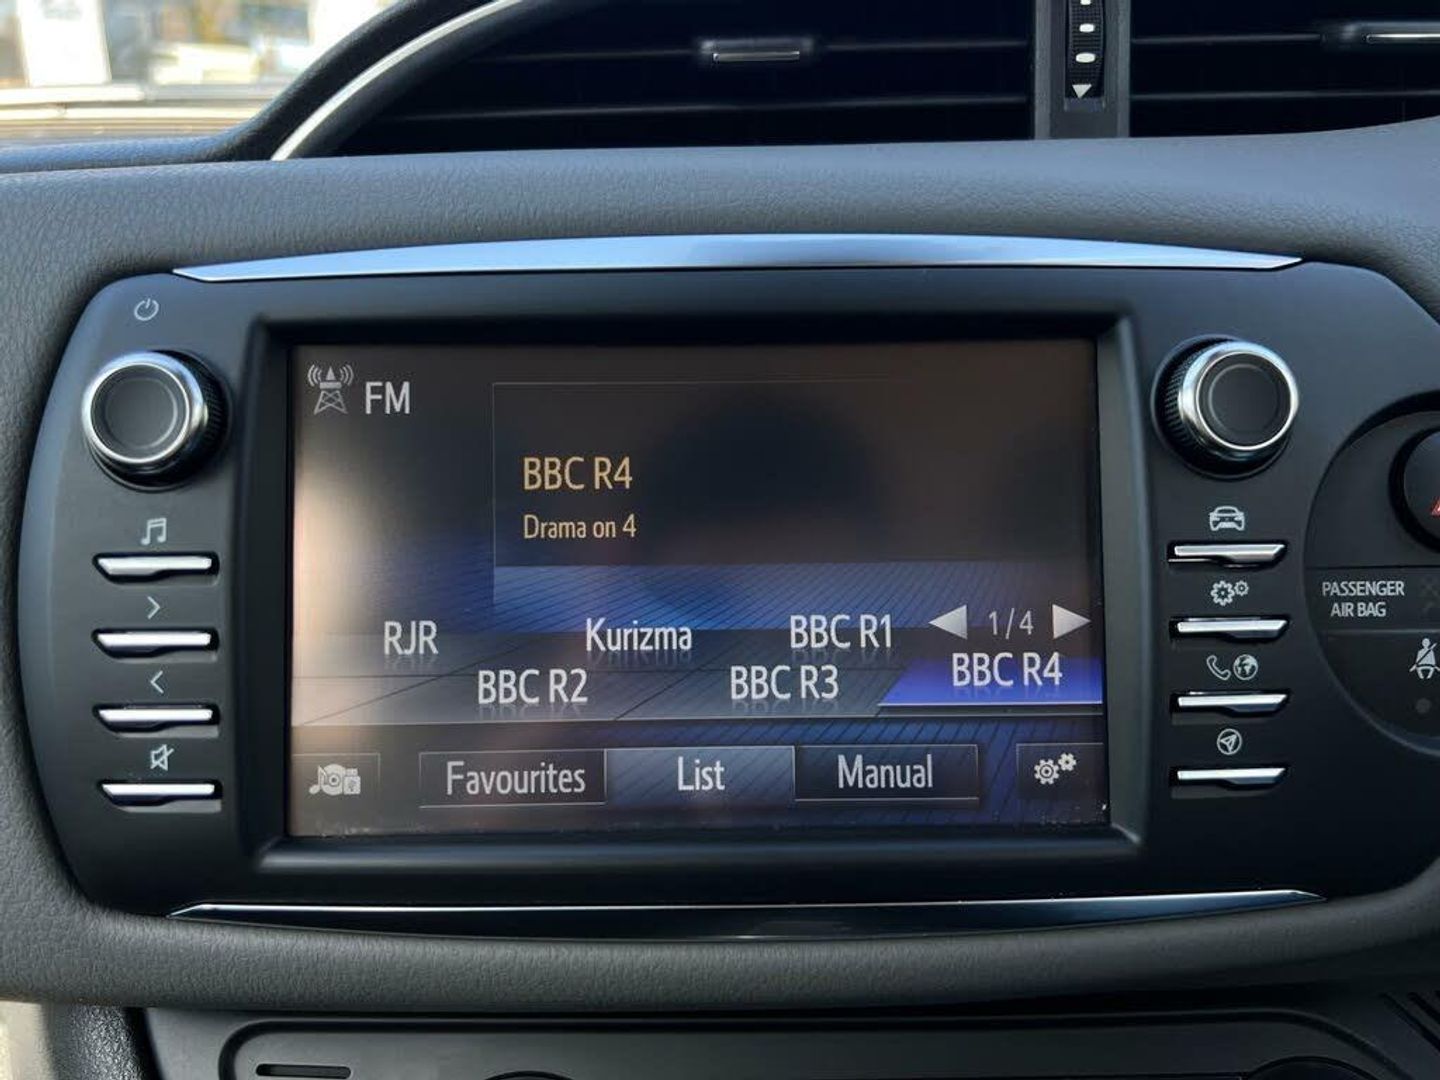 FM
BBC R4
Drama on 4
RJR
Kurizma
BBC R1
1/4
BBC R2
BBC R3
BBC R4
Favourites
List
Manual
PASSENGER
AIR BAG